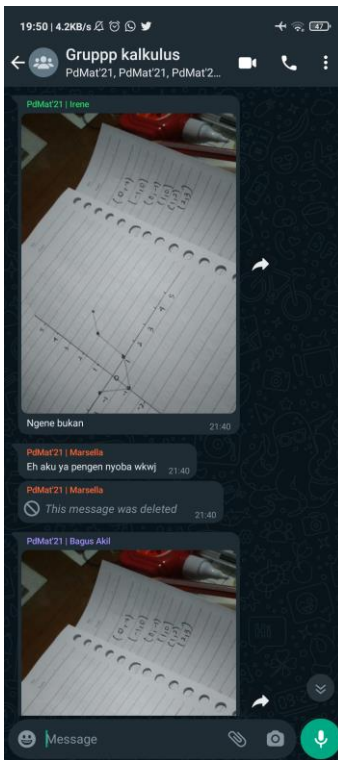 19:50 | 4.2KB/s
47
Gruppp kalkulus
PdMat'21, PdMat'21, PdMat'2...
PdMat'21 | Irene
Ngene bukan
21:40
PdMat'21 | Marsella
Eh aku ya pengen nyoba wkwj
21:40
PdMat'21 | Marsella
This message was deleted
21:40
PdMat'21 | Bagus Akil
Message